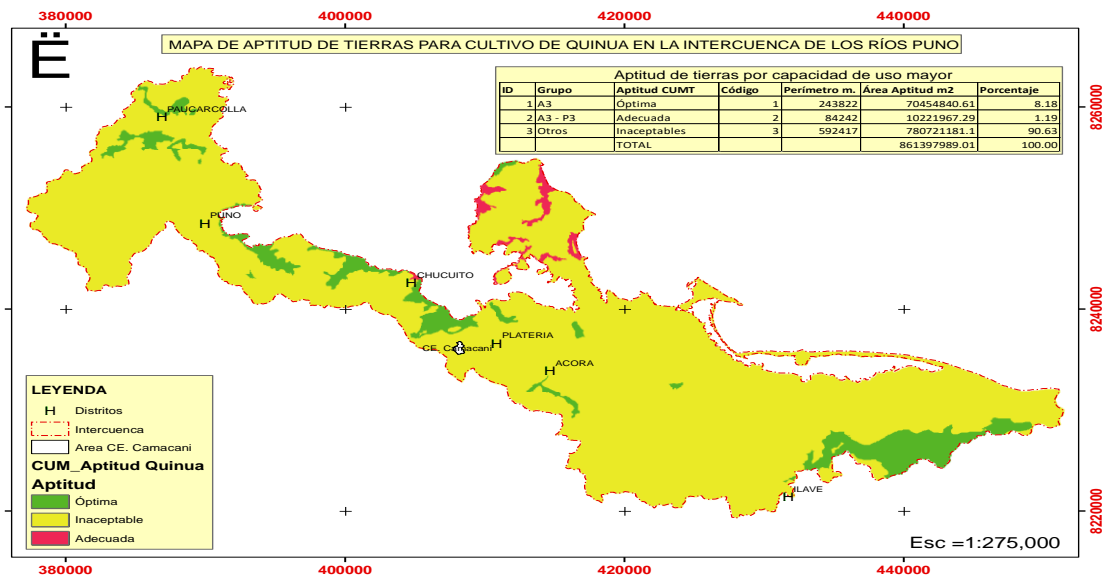 380000 400000 420000 440000
Ë
MAPA DE APTITUD DE TIERRAS PARA CULTIVO DE QUINUA EN LA INTERCUENCA DE LOS RÍOS PUNO
Aptitud de tierras por capacidad de uso mayor
ID Grupo Aptitud CUMT Código Perímetro m. Área Aptitud m2 Porcentaje
1 A3 Óptima 1 243822 70454840.61 8.18
2 A3 - P3 Adecuada 2 84242 10221967.29 1.19
3 Otros Inaceptables 3 592417 780721181.1 90.63
TOTAL 861397989.01 100.00
8260000 8260000
H PAUCARCOLLA
H PUNO
H CHUCUITO
8240000 8240000
H PLATERIA
CE. Camacani
H ACORA
H ILAVE
8220000 8220000
LEYENDA
H Distritos
Intercuenca
Area CE. Camacani
CUM_Aptitud Quinua
Aptitud
Óptima
Inaceptable
Adecuada
Esc =1:275,000
380000 400000 420000 440000